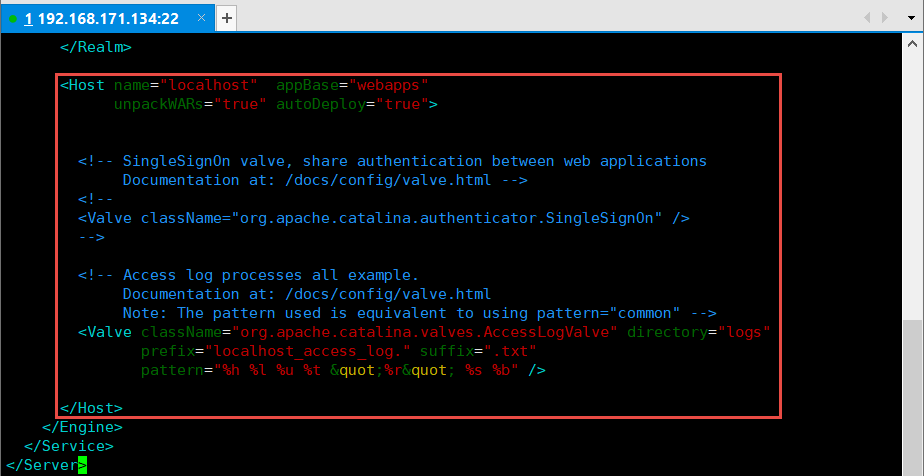 1 192.168.171.134:22 × +
</Realm>
<Host name="localhost"  appBase="webapps"
unpackWARs="true" autoDeploy="true">
<!-- SingleSignOn valve, share authentication between web applications
Documentation at: /docs/config/valve.html -->
<!--
<Valve className="org.apache.catalina.authenticator.SingleSignOn" />
-->
<!-- Access log processes all example.
Documentation at: /docs/config/valve.html
Note: The pattern used is equivalent to using pattern="common" -->
<Valve className="org.apache.catalina.valves.AccessLogValve" directory="logs"
prefix="localhost_access_log." suffix=".txt"
pattern="%h %l %u %t &quot;%r&quot; %s %b" />
</Host>
</Engine>
</Service>
</Server>